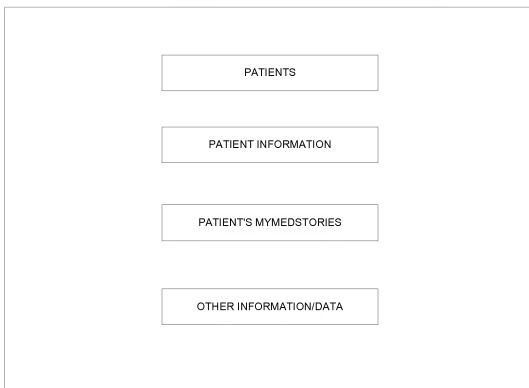 PATIENTS
PATIENT INFORMATION
PATIENT'S MYMEDSTORIES
OTHER INFORMATION/DATA